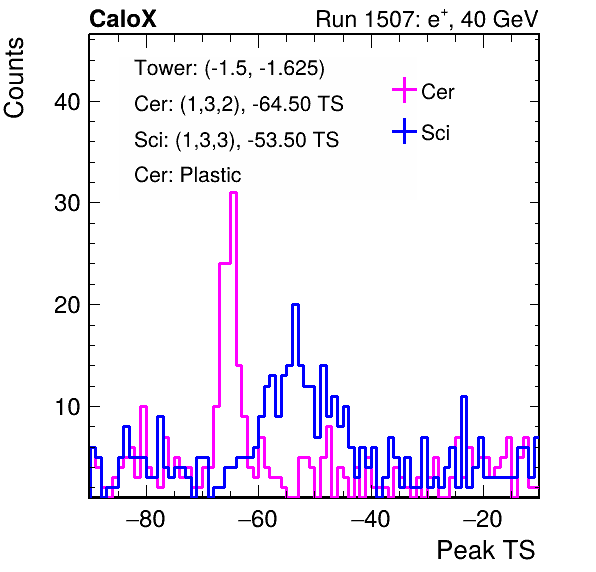 CaloX Run 1507: e⁺, 40 GeV
Counts
Tower: (-1.5, -1.625)
Cer: (1,3,2), -64.50 TS
Sci: (1,3,3), -53.50 TS
Cer: Plastic
Cer
Sci
40
30
20
10
−80 −60 −40 −20
Peak TS